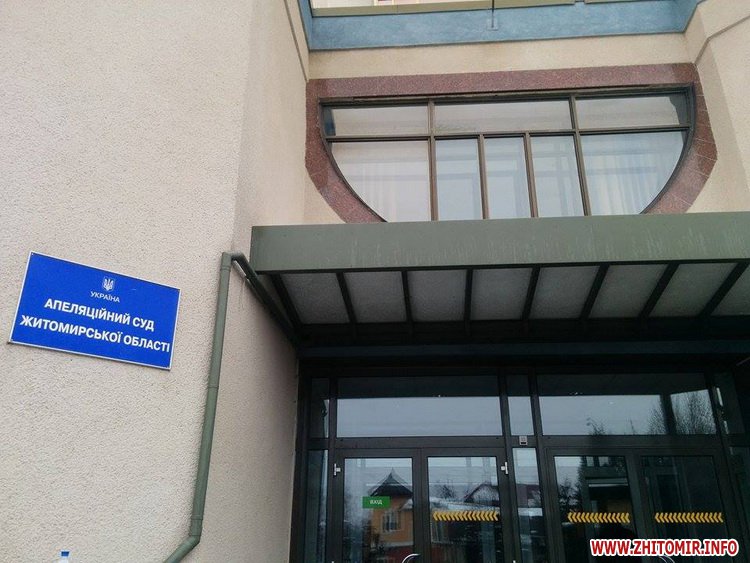 УКРАЇНА
АПЕЛЯЦІЙНИЙ СУД
ЖИТОМИРСЬКОЇ ОБЛАСТІ
ВХІД
WWW.ZHITOMIR.INFO